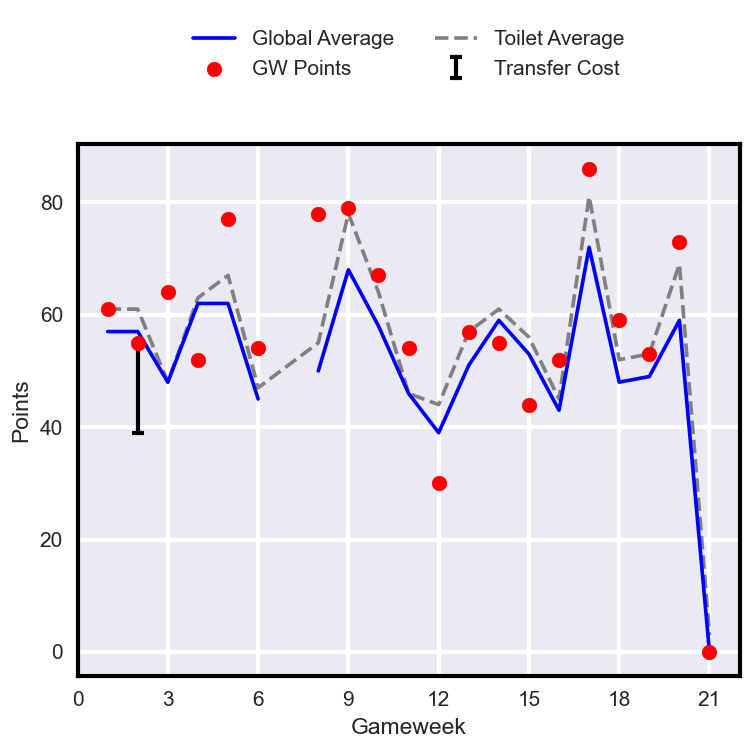 Global Average
Toilet Average
GW Points
Transfer Cost
80
60
40
20
0
Points
0 3 6 9 12 15 18 21
Gameweek